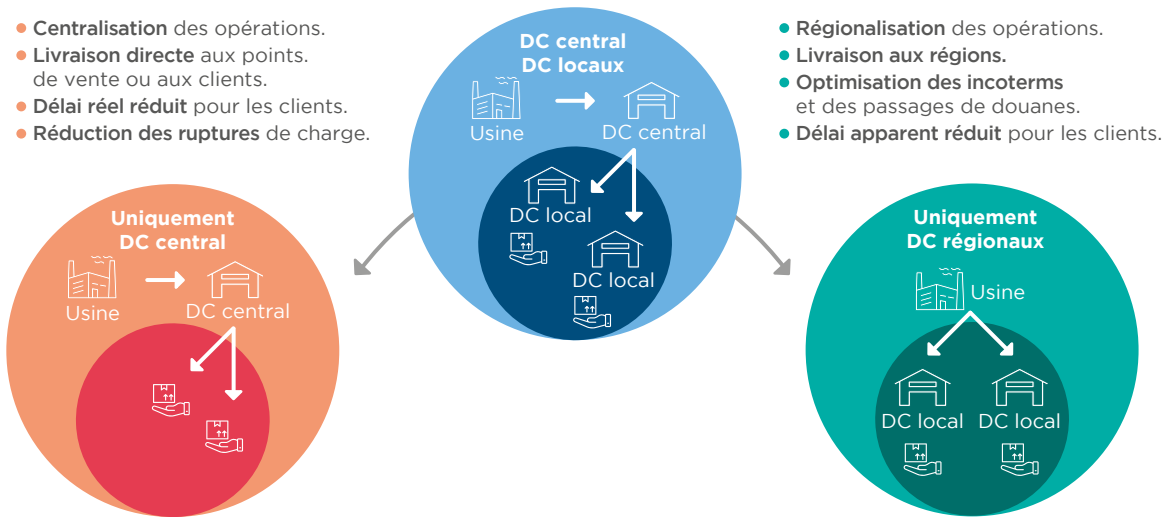 • Centralisation des opérations.
• Livraison directe aux points.
de vente ou aux clients.
• Délai réel réduit pour les clients.
• Réduction des ruptures de charge.
DC central
DC locaux
Usine
DC central
DC local
DC local
• Régionalisation des opérations.
• Livraison aux régions.
• Optimisation des incoterms
et des passages de douanes.
• Délai apparent réduit pour les clients.
Uniquement
DC central
Usine
DC central
Uniquement
DC régionaux
Usine
DC local
DC local